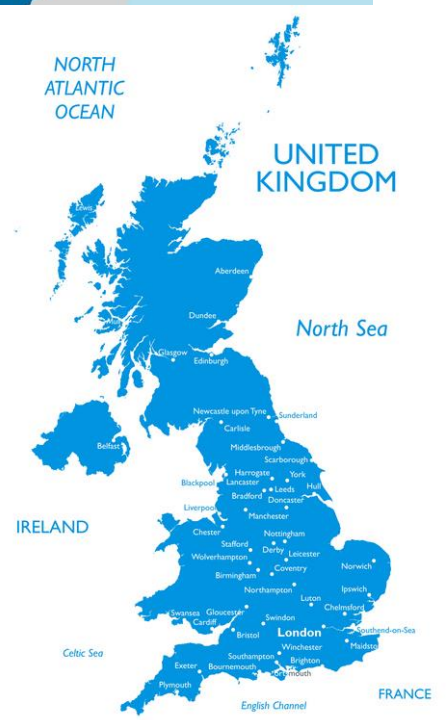 NORTH
ATLANTIC
OCEAN
UNITED
KINGDOM
Lewis
Aberdeen
Dundee
North Sea
Glasgow
Edinburgh
Newcastle upon Tyne
Sunderland
Carlisle
Belfast
Middlesbrough
Scarborough
Harrogate
York
Blackpool
Lancaster
Leeds
Hull
Bradford
Doncaster
Liverpool
Manchester
IRELAND
Chester
Nottingham
Stafford
Derby
Leicester
Wolverhampton
Norwich
Birmingham
Coventry
Northampton
Ipswich
Luton
Chelmsford
Swansea
Gloucester
Cardiff
Swindon
Bristol
London
Southend-on-Sea
Winchester
Maidsto
Celtic Sea
Southampton
Brighton
Exeter
Bournemouth
Plymouth
FRANCE
English Channel